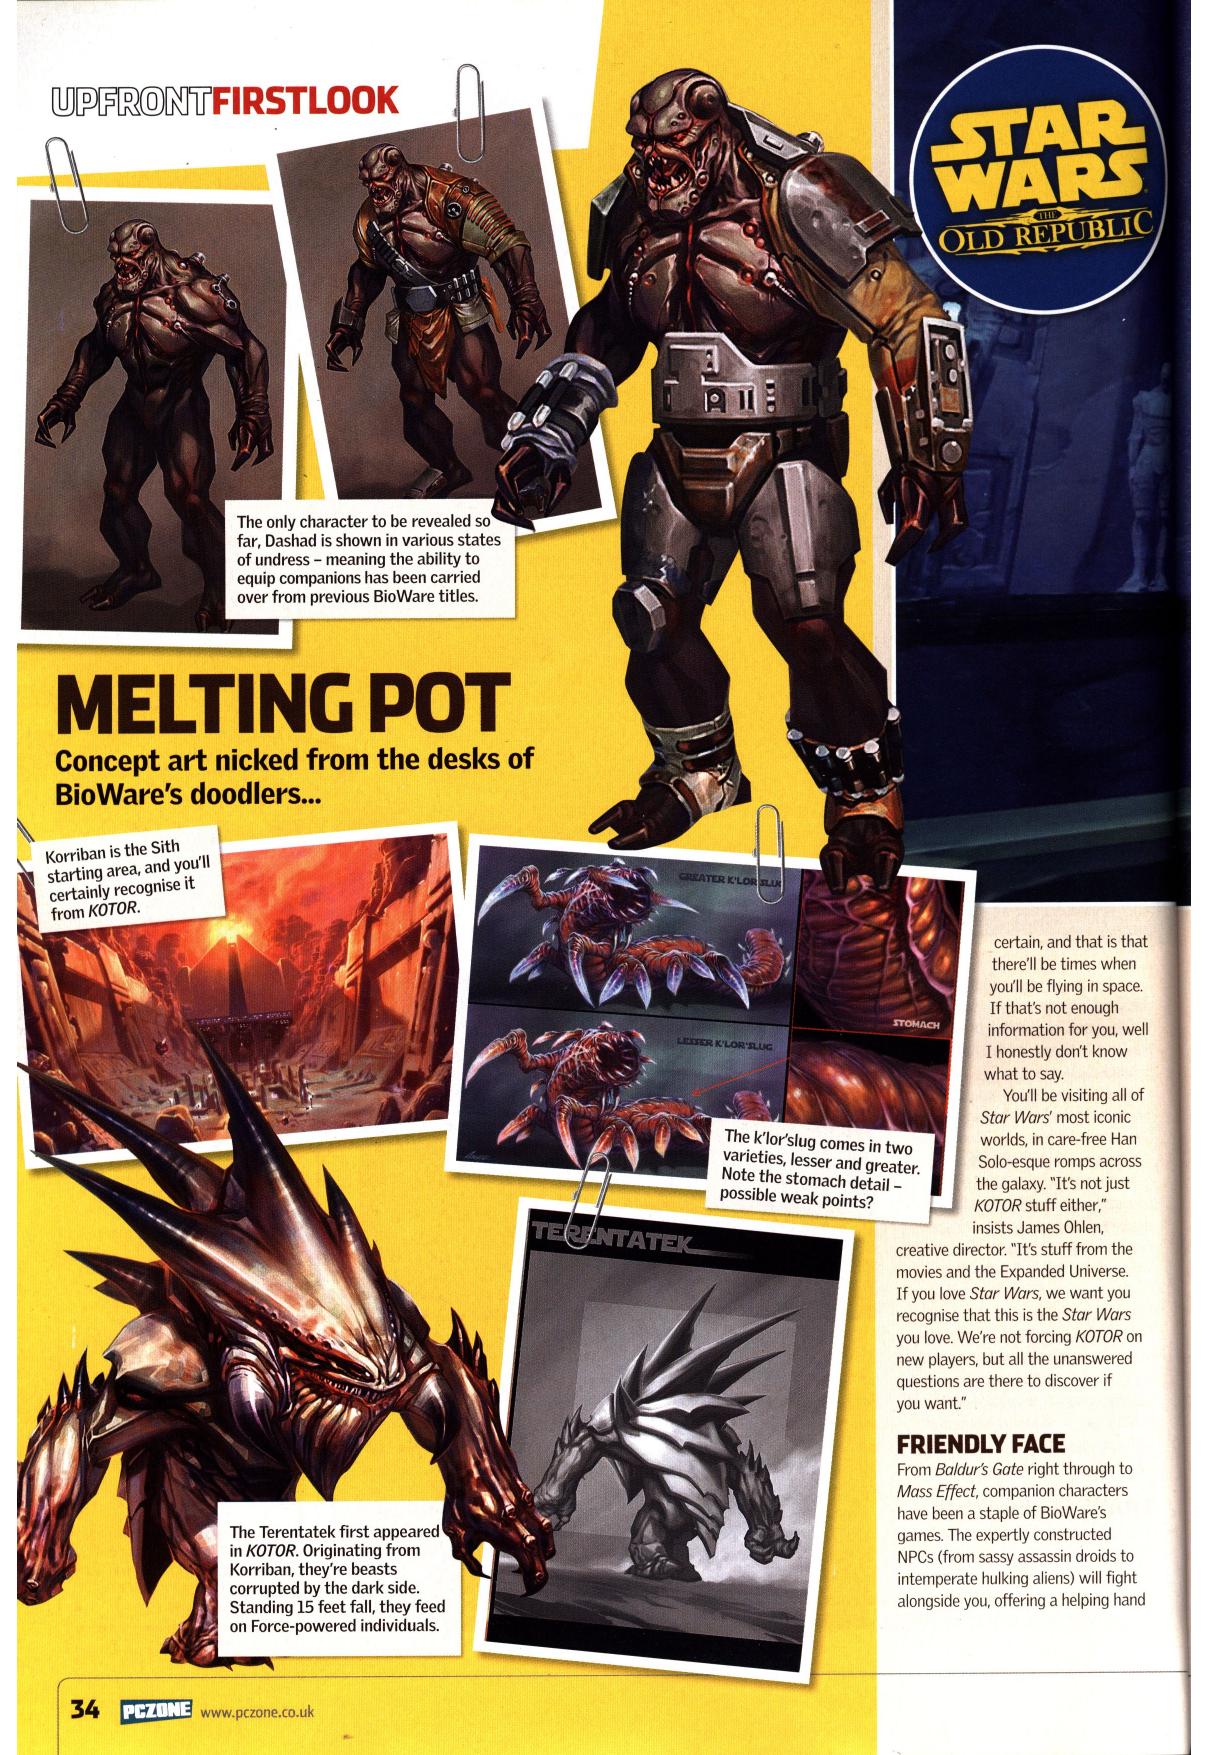 UPFRONTFIRSTLOOK
STAR
WARS
THE
OLD REPUBLIC
The only character to be revealed so
far, Dashad is shown in various states
of undress – meaning the ability to
equip companions has been carried
over from previous BioWare titles.
MELTING POT
Concept art nicked from the desks of
BioWare's doodlers...
Korriban is the Sith
starting area, and you'll
certainly recognise it
from KOTOR.
GREATER K'LOR'SLUG
STOMACH
LESSER K'LOR'SLUG
The k'lor'slug comes in two
varieties, lesser and greater.
Note the stomach detail –
possible weak points?
TERENTATEK
The Terentatek first appeared
in KOTOR. Originating from
Korriban, they're beasts
corrupted by the dark side.
Standing 15 feet fall, they feed
on Force-powered individuals.
certain, and that is that
there'll be times when
you'll be flying in space.
If that's not enough
information for you, well
I honestly don't know
what to say.
You'll be visiting all of
Star Wars' most iconic
worlds, in care-free Han
Solo-esque romps across
the galaxy. "It's not just
KOTOR stuff either,"
insists James Ohlen,
creative director. "It's stuff from the
movies and the Expanded Universe.
If you love Star Wars, we want you
recognise that this is the Star Wars
you love. We're not forcing KOTOR on
new players, but all the unanswered
questions are there to discover if
you want."
FRIENDLY FACE
From Baldur's Gate right through to
Mass Effect, companion characters
have been a staple of BioWare's
games. The expertly constructed
NPCs (from sassy assassin droids to
intemperate hulking aliens) will fight
alongside you, offering a helping hand
34 PCZONE www.pczone.co.uk